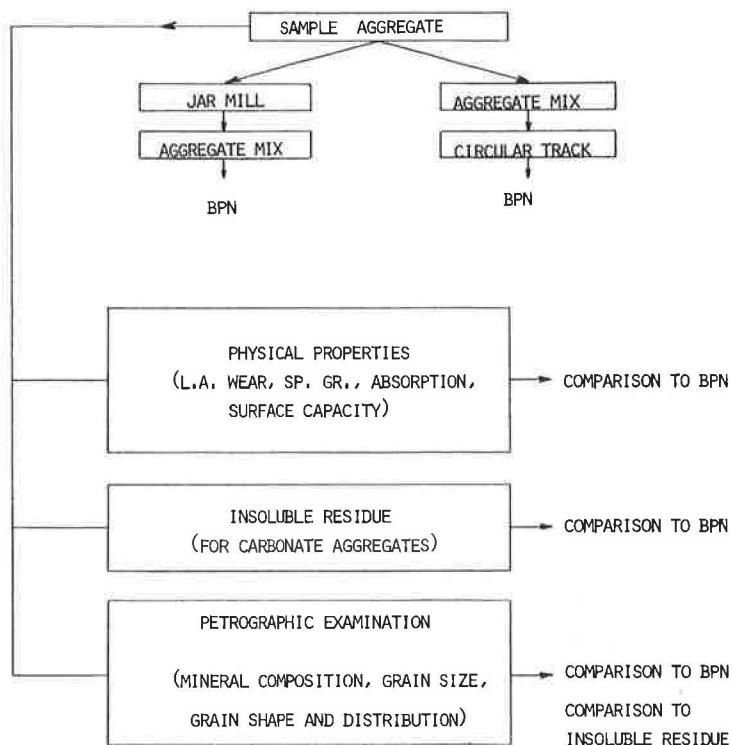 SAMPLE AGGREGATE
JAR MILL
AGGREGATE MIX
AGGREGATE MIX
CIRCULAR TRACK
BPN
BPN
PHYSICAL PROPERTIES
(L.A. WEAR, SP. GR., ABSORPTION,
SURFACE CAPACITY)
COMPARISON TO BPN
INSOLUBLE RESIDUE
(FOR CARBONATE AGGREGATES)
COMPARISON TO BPN
PETROGRAPHIC EXAMINATION
(MINERAL COMPOSITION, GRAIN SIZE,
GRAIN SHAPE AND DISTRIBUTION)
COMPARISON TO BPN
COMPARISON TO
INSOLUBLE RESIDUE